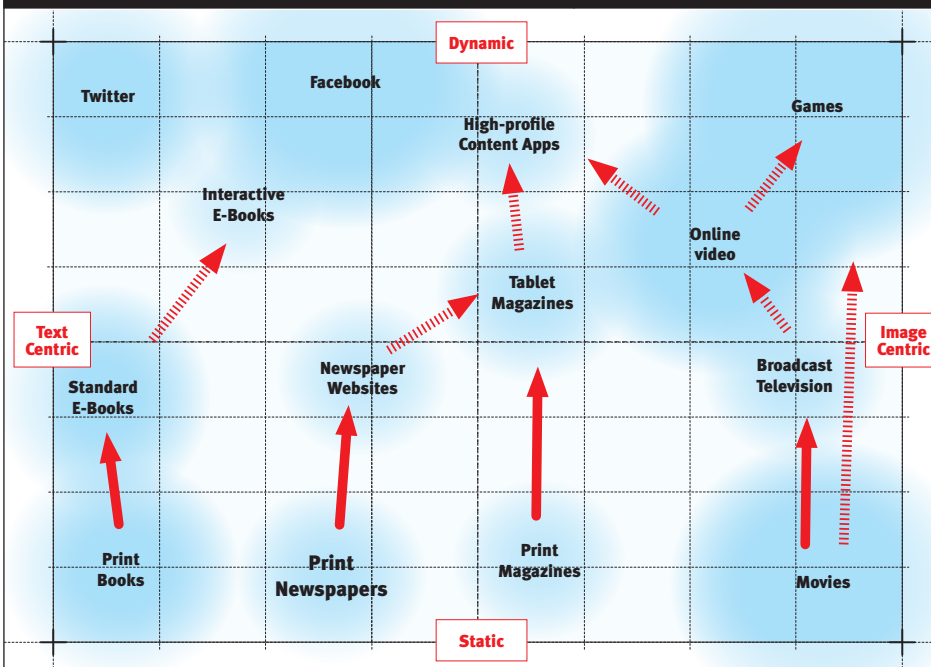 Dynamic
Twitter
Facebook
Games
High-profile
Content Apps
Interactive
E-Books
Online
video
Tablet
Magazines
Text
Centric
Image
Centric
Newspaper
Websites
Broadcast
Television
Standard
E-Books
Print
Books
Print
Newspapers
Print
Magazines
Movies
Static